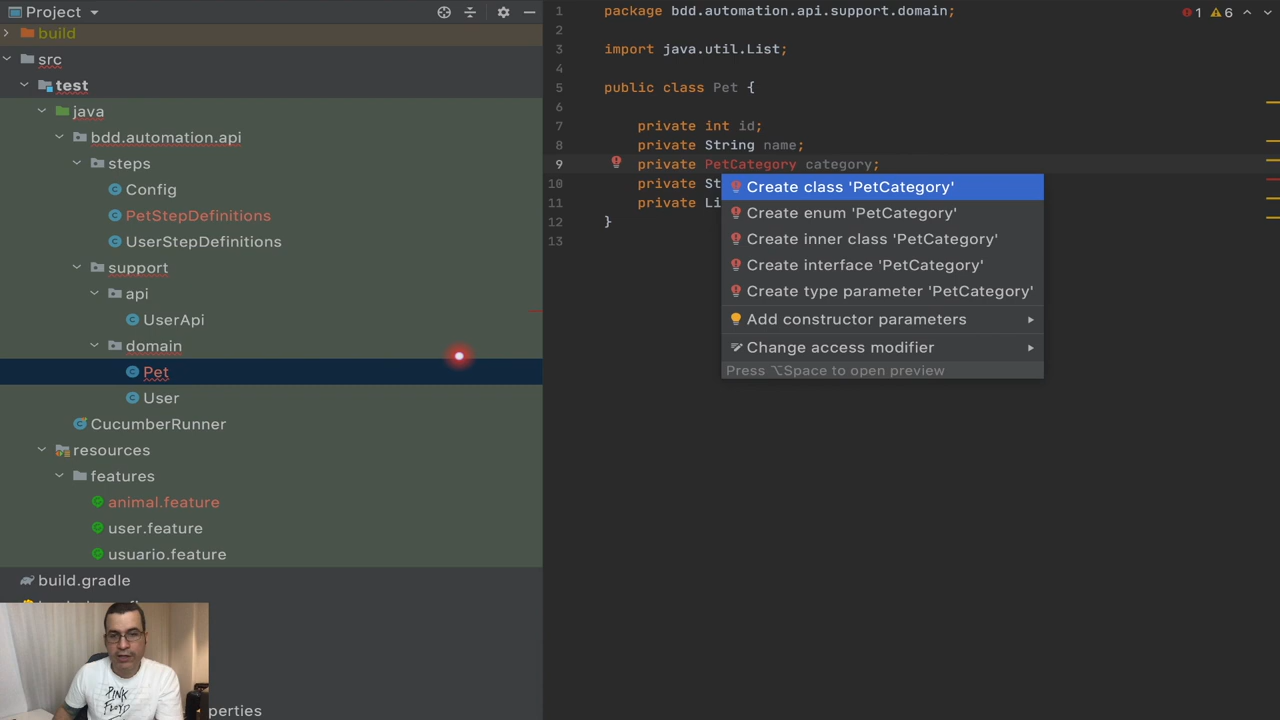 Project
build
src
test
java
bdd.automation.api
steps
Config
PetStepDefinitions
UserStepDefinitions
support
api
UserApi
domain
Pet
User
CucumberRunner
resources
features
animal.feature
user.feature
usuario.feature
build.gradle
perties
1 package bdd.automation.api.support.domain;
2
3 import java.util.List;
4
5 public class Pet {
6
7 private int id;
8 private String name;
9 private PetCategory category;
10 private St
11 private Li
12 }
13
1 6
Create class 'PetCategory'
Create enum 'PetCategory'
Create inner class 'PetCategory'
Create interface 'PetCategory'
Create type parameter 'PetCategory'
Add constructor parameters
Change access modifier
Press ⌥Space to open preview
PINK
FLOYD